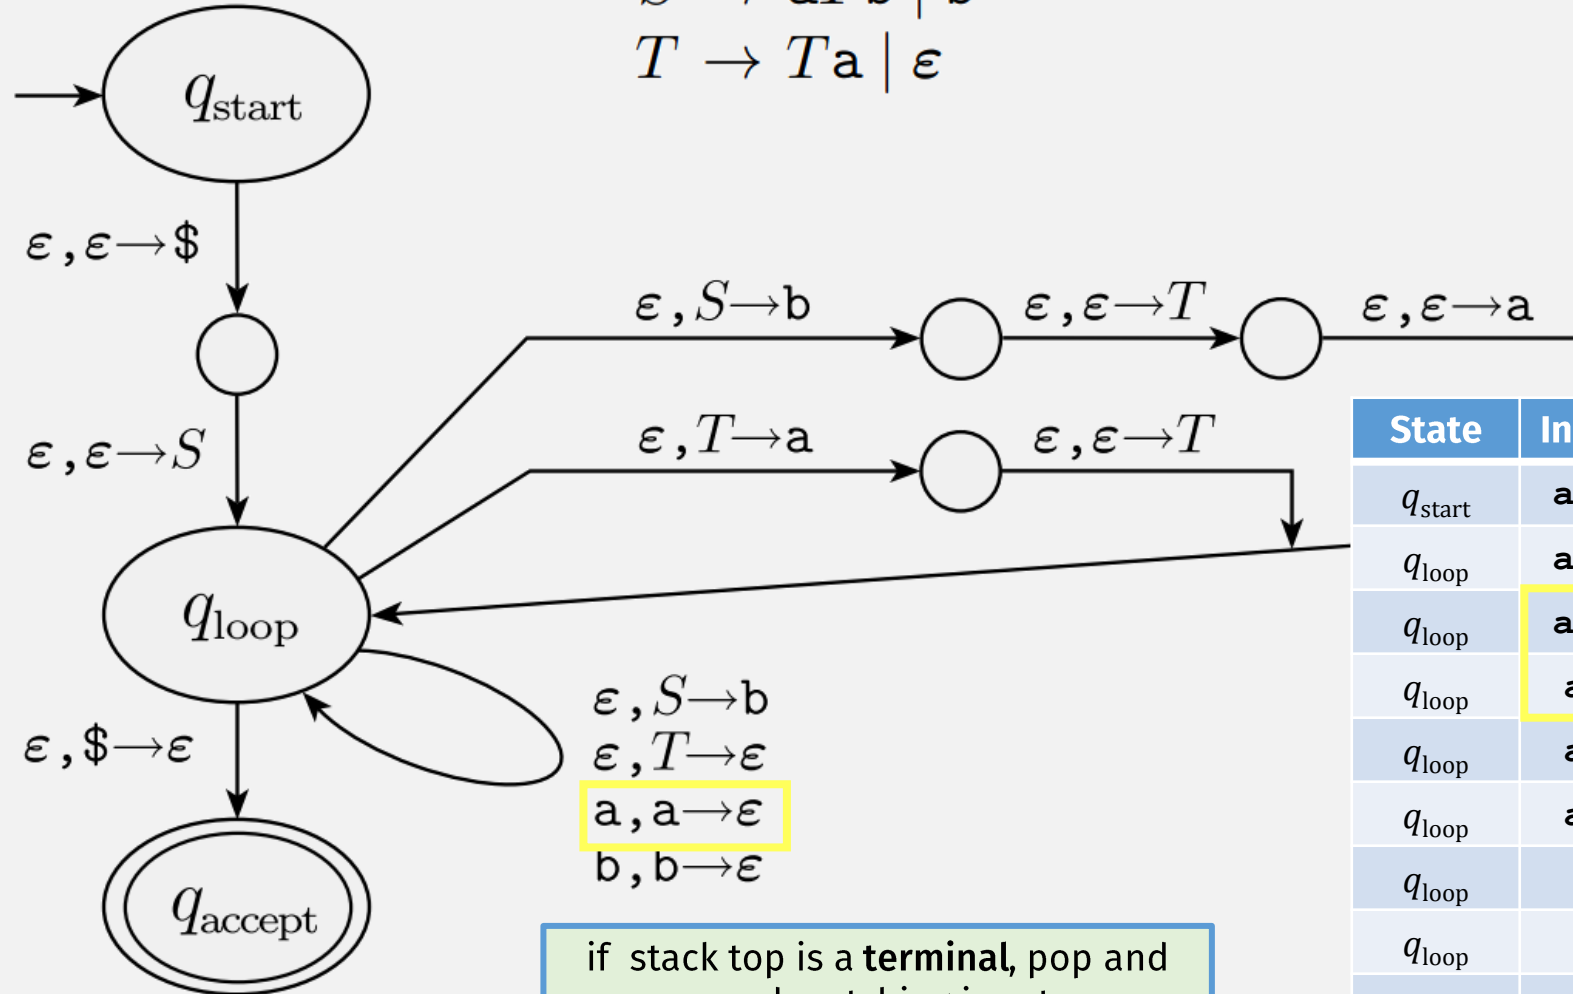 T → Ta | ε
q_start
ε,ε→$
ε,S→b
ε,ε→T
ε,ε→a
ε,T→a
ε,ε→T
ε,ε→S
q_loop
ε,S→b
ε,T→ε
a,a→ε
b,b→ε
ε,$→ε
q_accept
if stack top is a terminal, pop and
State
q_start a
q_loop a
q_loop a
q_loop a
q_loop a
q_loop a
q_loop
q_loop